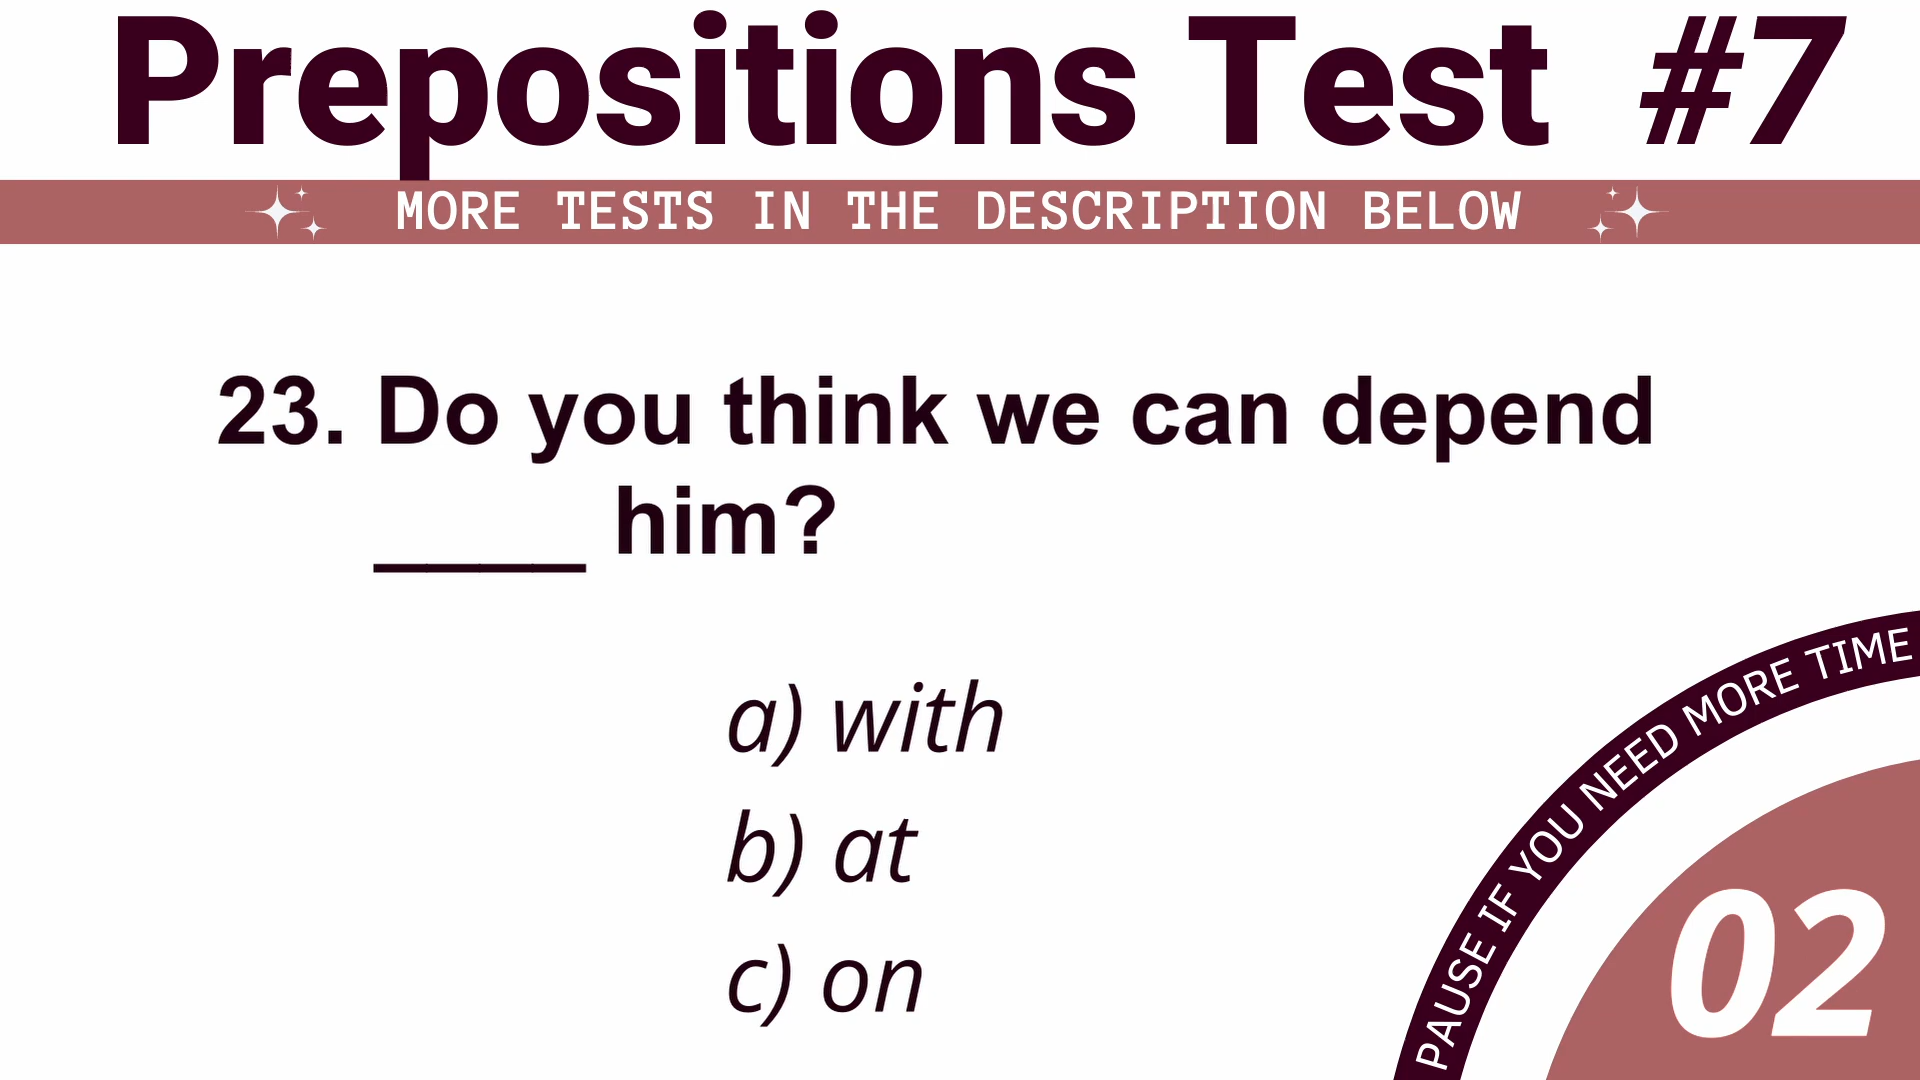 Prepositions Test #7
MORE TESTS IN THE DESCRIPTION BELOW
23. Do you think we can depend
____ him?
a) with
b) at
c) on
PAUSE IF YOU NEED MORE TIME
02